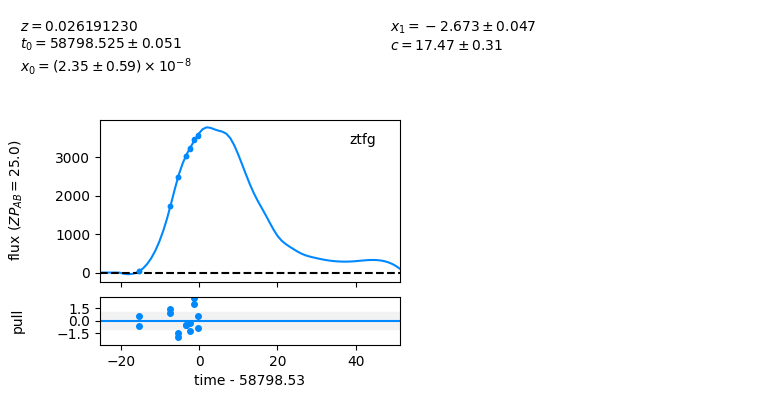 z = 0.026191230
t₀ = 58798.525 ± 0.051
x₀ = (2.35 ± 0.59) × 10⁻⁸
x₁ = −2.673 ± 0.047
c = 17.47 ± 0.31
ztfg
flux (ZP_AB = 25.0)
3000
2000
1000
0
pull
1.5
0.0
−1.5
−20 0 20 40
time - 58798.53